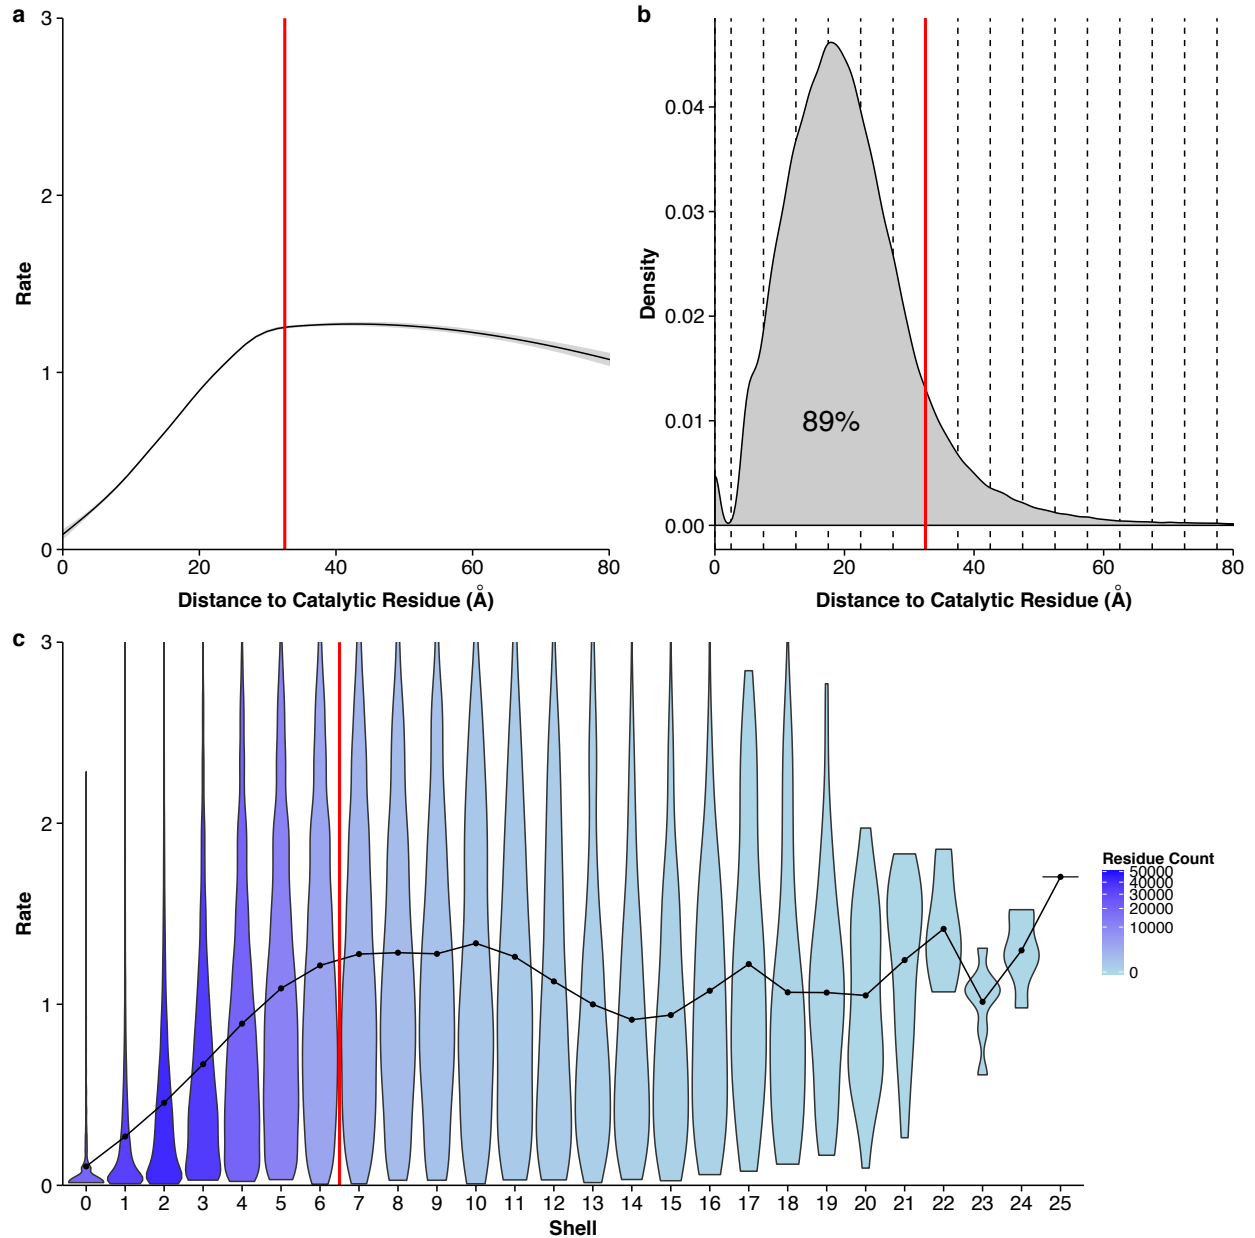 a
3
2
1
0
Rate
0 20 40 60 80
Distance to Catalytic Residue (Å)
b
0.04
0.03
0.02
0.01
0.00
Density
89%
0 20 40 60 80
Distance to Catalytic Residue (Å)
c
3
2
1
0
Rate
0 1 2 3 4 5 6 7 8 9 10 11 12 13 14 15 16 17 18 19 20 21 22 23 24 25
Shell
Residue Count
50000
40000
30000
20000
10000
0